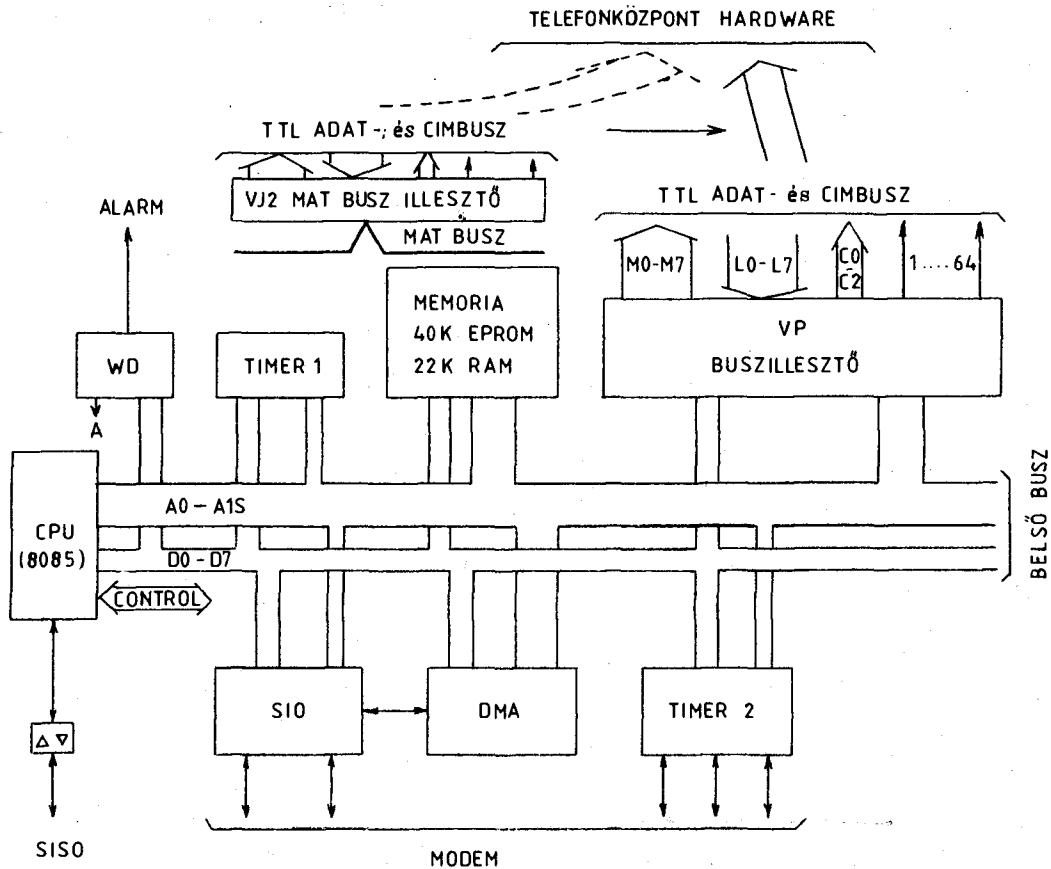 TELEFONKÖZPONT HARDWARE
TTL ADAT-; és CIMBUSZ
VJ2 MAT BUSZ ILLESZTŐ
MAT BUSZ
TTL ADAT- és CIMBUSZ
M0-M7
L0-L7
C0
-
C2
1....64
VP
BUSZILLESZTŐ
ALARM
WD
A
TIMER 1
MEMORIA
40K EPROM
22K RAM
CPU
(8085)
A0 – A1S
D0 – D7
CONTROL
BELSŐ BUSZ
SIO
DMA
TIMER 2
SISO
MODEM